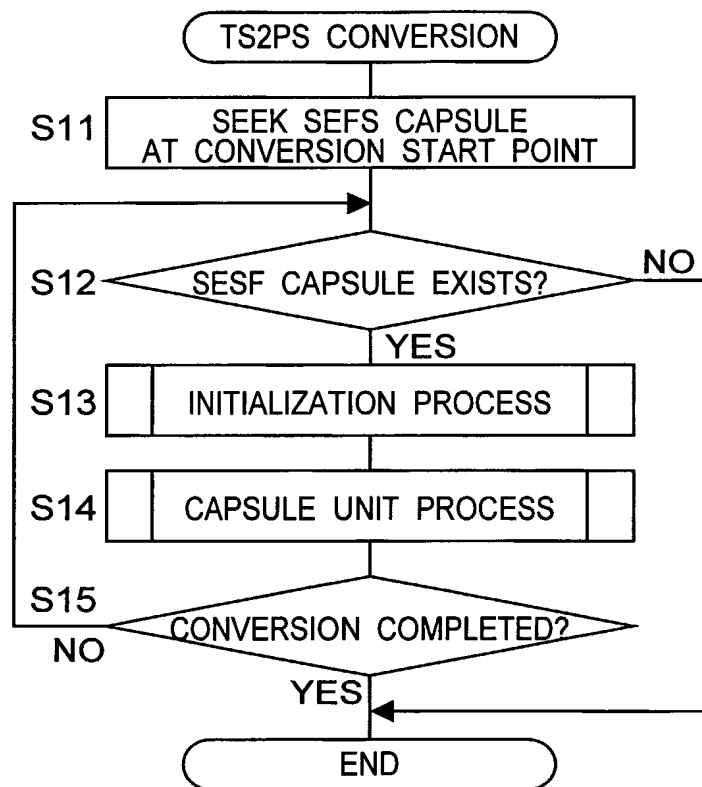 TS2PS CONVERSION
S11
SEEK SEFS CAPSULE
AT CONVERSION START POINT
S12
SESF CAPSULE EXISTS?
NO
YES
S13
INITIALIZATION PROCESS
S14
CAPSULE UNIT PROCESS
S15
CONVERSION COMPLETED?
NO
YES
END